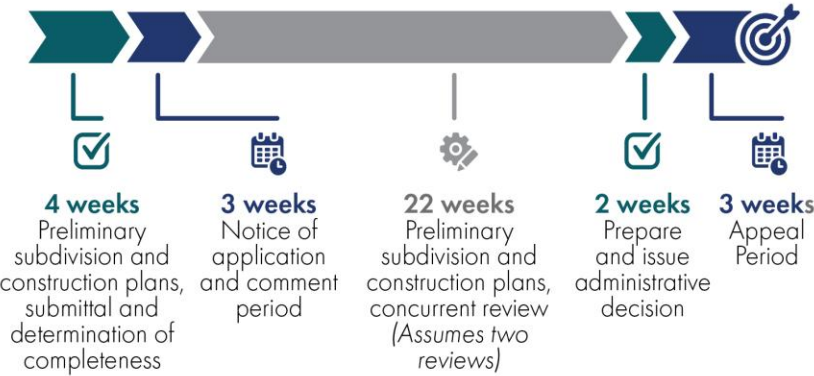 4 weeks
Preliminary
subdivision and
construction plans,
submittal and
determination of
completeness
3 weeks
Notice of
application
and comment
period
22 weeks
Preliminary
subdivision and
construction plans,
concurrent review
(Assumes two
reviews)
2 weeks
Prepare
and issue
administrative
decision
3 weeks
Appeal
Period